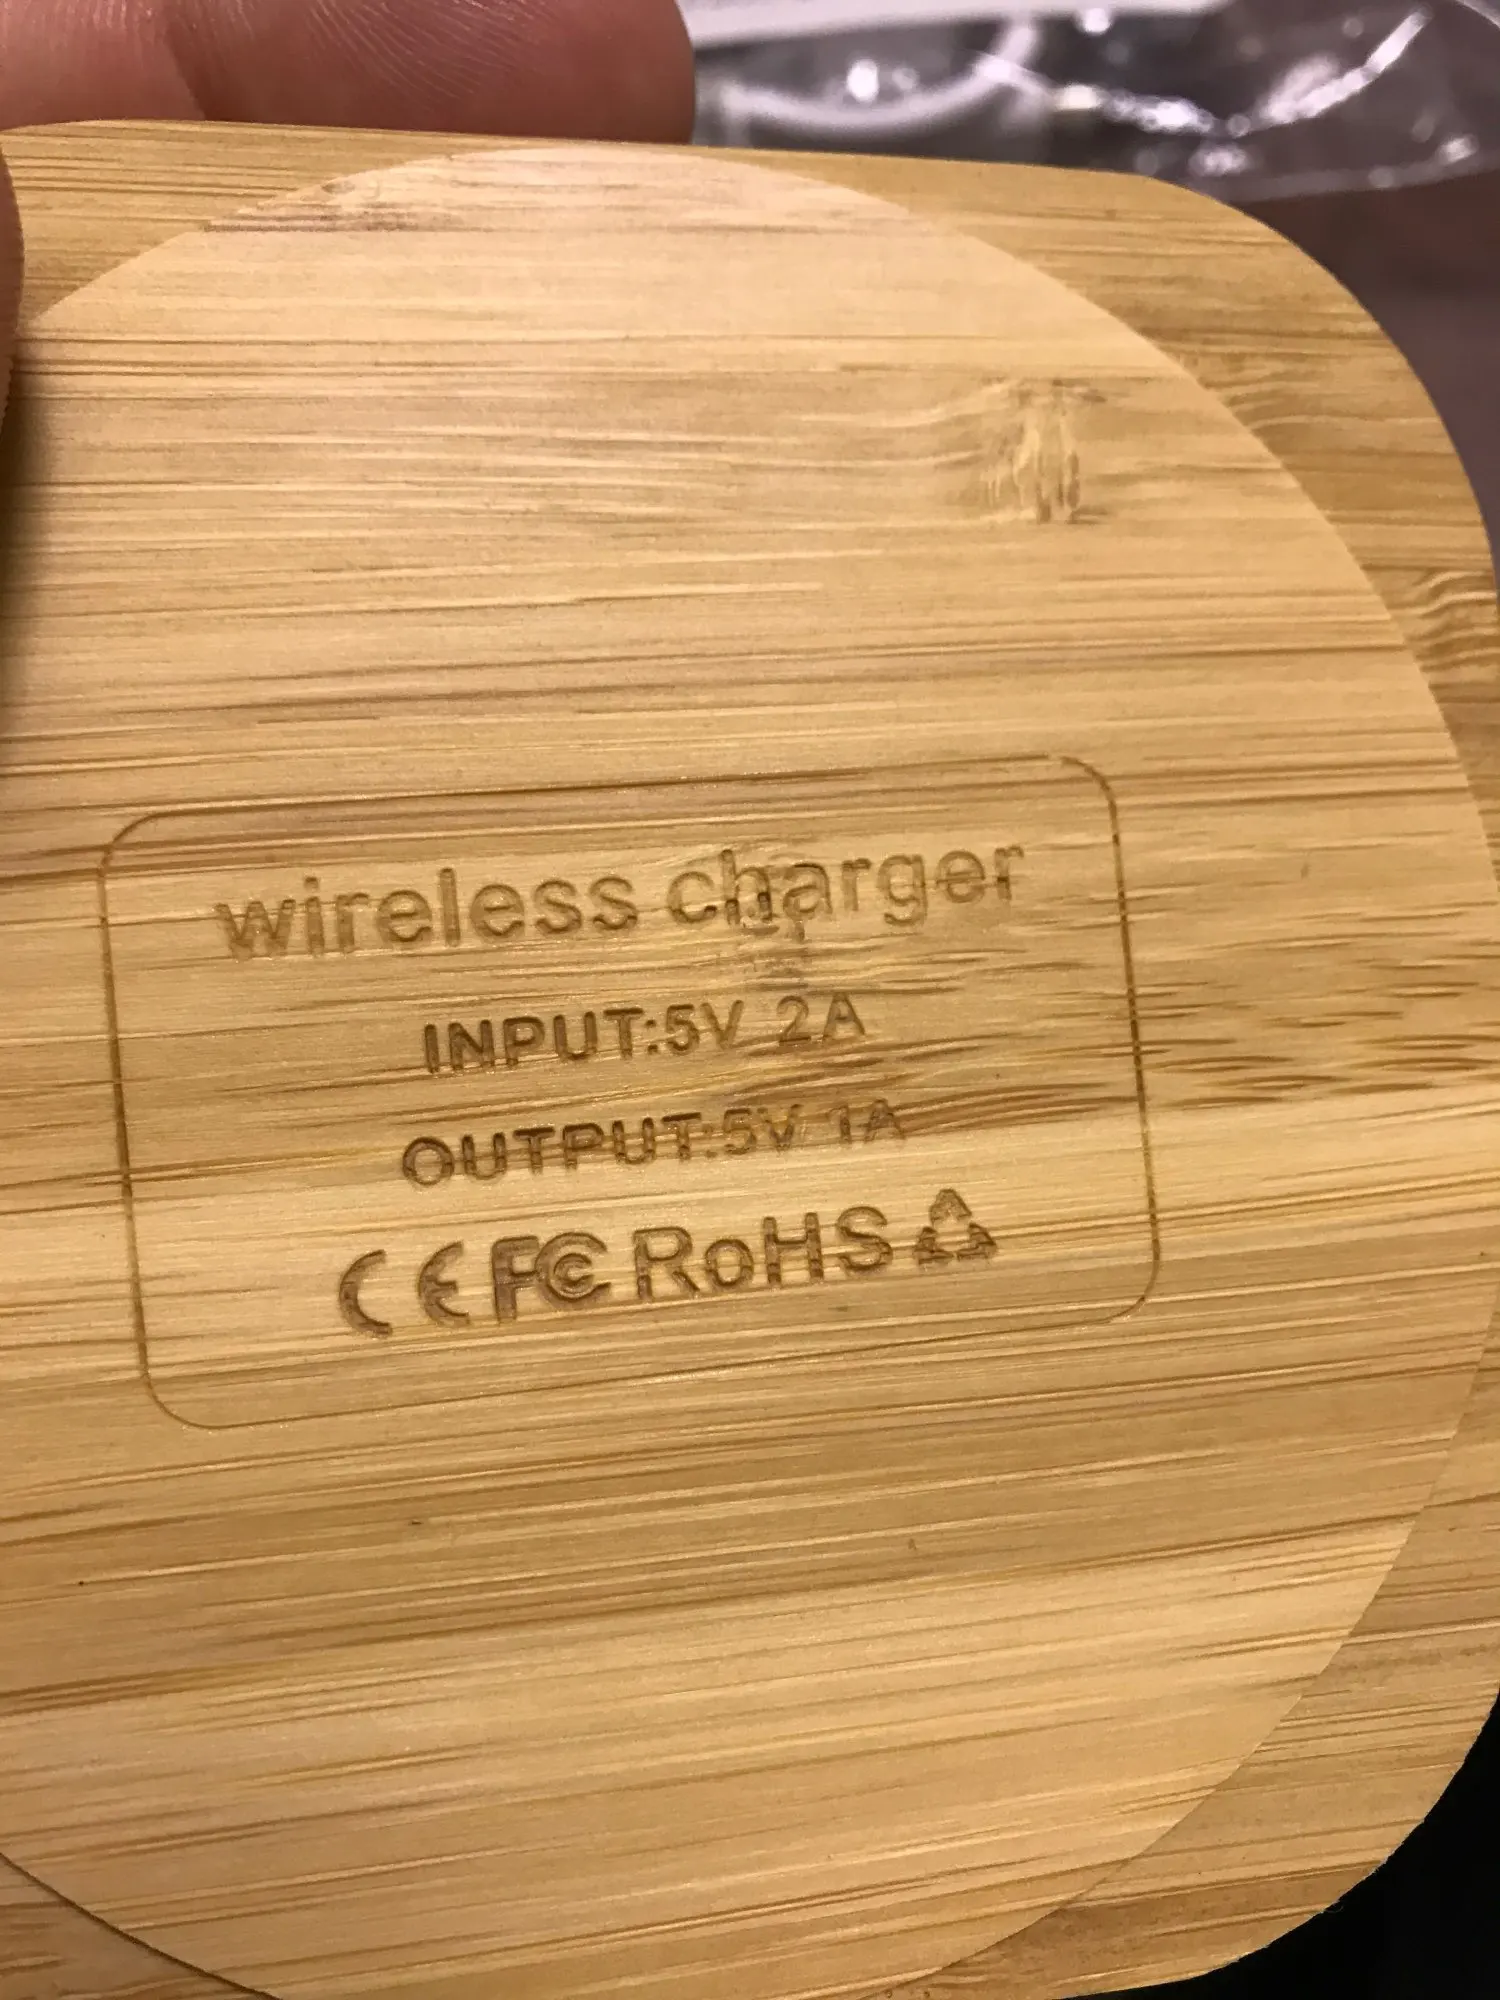 wireless charger
INPUT:5V 2A
OUTPUT:5V 1A
CE FC RoHS